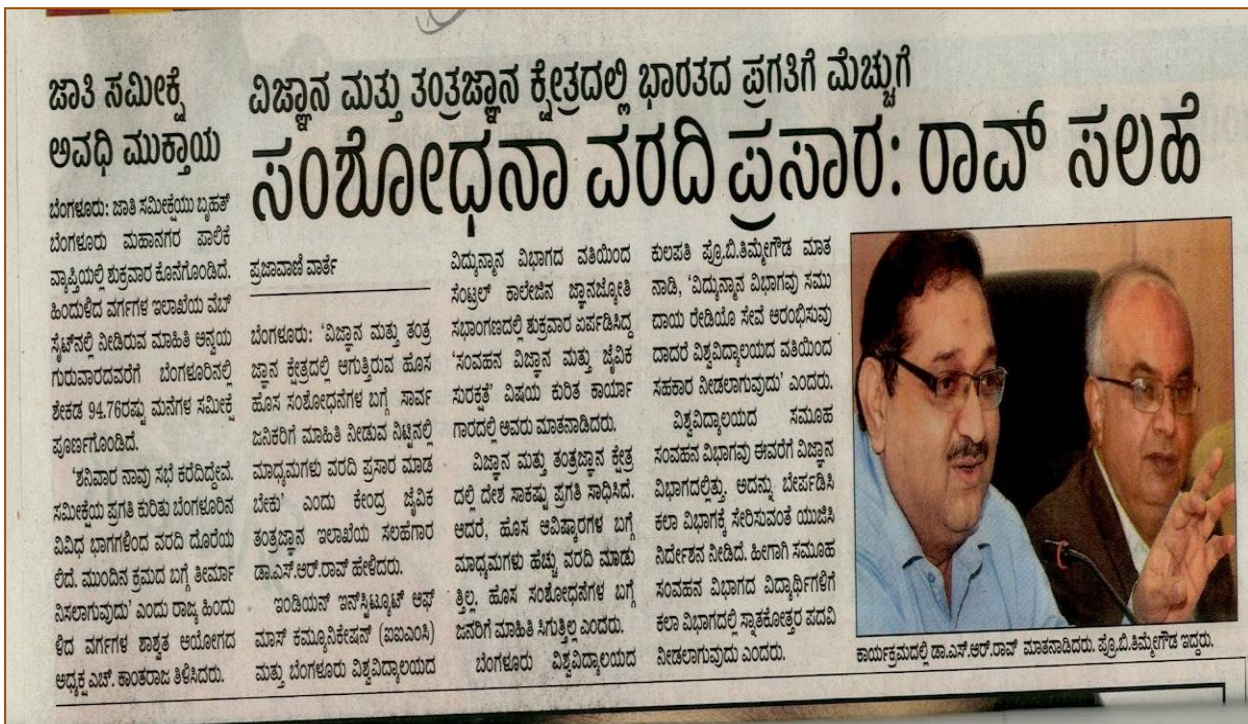 ಜಾತಿ ಸಮೀಕ್ಷೆ
ಅವಧಿ ಮುಕ್ತಾಯ
ಬೆಂಗಳೂರು: ಜಾತಿ ಸಮೀಕ್ಷೆಯು ಬೃಹತ್
ಬೆಂಗಳೂರು ಮಹಾನಗರ ಪಾಲಿಕೆ
ವ್ಯಾಪ್ತಿಯಲ್ಲಿ ಶುಕ್ರವಾರ ಕೊನೆಗೊಂಡಿದೆ.
ಹಿಂದುಳಿದ ವರ್ಗಗಳ ಇಲಾಖೆಯ ವೆಬ್
ಸೈಟ್‌ನಲ್ಲಿ ನೀಡಿರುವ ಮಾಹಿತಿ ಅನ್ವಯ
ಗುರುವಾರದವರೆಗೆ ಬೆಂಗಳೂರಿನಲ್ಲಿ
ಶೇಕಡ 94.76ರಷ್ಟು ಮನೆಗಳ ಸಮೀಕ್ಷೆ
ಪೂರ್ಣಗೊಂಡಿದೆ.
'ಶನಿವಾರ ನಾವು ಸಭೆ ಕರೆದಿದ್ದೇವೆ.
ಸಮೀಕ್ಷೆಯ ಪ್ರಗತಿ ಕುರಿತು ಬೆಂಗಳೂರಿನ
ವಿವಿಧ ಭಾಗಗಳಿಂದ ವರದಿ ದೊರೆಯ
ಲಿದೆ. ಮುಂದಿನ ಕ್ರಮದ ಬಗ್ಗೆ ತೀರ್ಮಾ
ನಿಸಲಾಗುವುದು' ಎಂದು ರಾಜ್ಯ ಹಿಂದು
ಳಿದ ವರ್ಗಗಳ ಶಾಶ್ವತ ಆಯೋಗದ
ಅಧ್ಯಕ್ಷ ಎಚ್. ಕಾಂತರಾಜ ತಿಳಿಸಿದರು.
ವಿಜ್ಞಾನ ಮತ್ತು ತಂತ್ರಜ್ಞಾನ ಕ್ಷೇತ್ರದಲ್ಲಿ ಭಾರತದ ಪ್ರಗತಿಗೆ ಮೆಚ್ಚುಗೆ
ಸಂಶೋಧನಾ ವರದಿ ಪ್ರಸಾರ: ರಾವ್ ಸಲಹೆ
ಪ್ರಜಾವಾಣಿ ವಾರ್ತೆ
ಬೆಂಗಳೂರು: 'ವಿಜ್ಞಾನ ಮತ್ತು ತಂತ್ರ
ಜ್ಞಾನ ಕ್ಷೇತ್ರದಲ್ಲಿ ಆಗುತ್ತಿರುವ ಹೊಸ
ಹೊಸ ಸಂಶೋಧನೆಗಳ ಬಗ್ಗೆ ಸಾರ್ವ
ಜನಿಕರಿಗೆ ಮಾಹಿತಿ ನೀಡುವ ನಿಟ್ಟಿನಲ್ಲಿ
ಮಾಧ್ಯಮಗಳು ವರದಿ ಪ್ರಸಾರ ಮಾಡ
ಬೇಕು' ಎಂದು ಕೇಂದ್ರ ಜೈವಿಕ
ತಂತ್ರಜ್ಞಾನ ಇಲಾಖೆಯ ಸಲಹೆಗಾರ
ಡಾ.ಎಸ್.ಆರ್.ರಾವ್ ಹೇಳಿದರು.
ಇಂಡಿಯನ್ ಇನ್‌ಸ್ಟಿಟ್ಯೂಟ್ ಆಫ್
ಮಾಸ್ ಕಮ್ಯೂನಿಕೇಷನ್ (ಐಐಎಂಸಿ)
ಮತ್ತು ಬೆಂಗಳೂರು ವಿಶ್ವವಿದ್ಯಾಲಯದ
ವಿದ್ಯುನ್ಮಾನ ವಿಭಾಗದ ವತಿಯಿಂದ
ಸೆಂಟ್ರಲ್ ಕಾಲೇಜಿನ ಜ್ಞಾನಜ್ಯೋತಿ
ಸಭಾಂಗಣದಲ್ಲಿ ಶುಕ್ರವಾರ ಏರ್ಪಡಿಸಿದ್ದ
'ಸಂವಹನ ವಿಜ್ಞಾನ ಮತ್ತು ಜೈವಿಕ
ಸುರಕ್ಷತೆ' ವಿಷಯ ಕುರಿತ ಕಾರ್ಯಾ
ಗಾರದಲ್ಲಿ ಅವರು ಮಾತನಾಡಿದರು.
ವಿಜ್ಞಾನ ಮತ್ತು ತಂತ್ರಜ್ಞಾನ ಕ್ಷೇತ್ರ
ದಲ್ಲಿ ದೇಶ ಸಾಕಷ್ಟು ಪ್ರಗತಿ ಸಾಧಿಸಿದೆ.
ಆದರೆ, ಹೊಸ ಆವಿಷ್ಕಾರಗಳ ಬಗ್ಗೆ
ಮಾಧ್ಯಮಗಳು ಹೆಚ್ಚು ವರದಿ ಮಾಡು
ತ್ತಿಲ್ಲ. ಹೊಸ ಸಂಶೋಧನೆಗಳ ಬಗ್ಗೆ
ಜನರಿಗೆ ಮಾಹಿತಿ ಸಿಗುತ್ತಿಲ್ಲ ಎಂದರು.
ಬೆಂಗಳೂರು ವಿಶ್ವವಿದ್ಯಾಲಯದ
ಕುಲಪತಿ ಪ್ರೊ.ಬಿ.ತಿಮ್ಮೇಗೌಡ ಮಾತ
ನಾಡಿ, 'ವಿದ್ಯುನ್ಮಾನ ವಿಭಾಗವು ಸಮು
ದಾಯ ರೇಡಿಯೊ ಸೇವೆ ಆರಂಭಿಸುವು
ದಾದರೆ ವಿಶ್ವವಿದ್ಯಾಲಯದ ವತಿಯಿಂದ
ಸಹಕಾರ ನೀಡಲಾಗುವುದು' ಎಂದರು.
ವಿಶ್ವವಿದ್ಯಾಲಯದ ಸಮೂಹ
ಸಂವಹನ ವಿಭಾಗವು ಈವರೆಗೆ ವಿಜ್ಞಾನ
ವಿಭಾಗದಲ್ಲಿತ್ತು. ಅದನ್ನು ಬೇರ್ಪಡಿಸಿ
ಕಲಾ ವಿಭಾಗಕ್ಕೆ ಸೇರಿಸುವಂತೆ ಯುಜಿಸಿ
ನಿರ್ದೇಶನ ನೀಡಿದೆ. ಹೀಗಾಗಿ ಸಮೂಹ
ಸಂವಹನ ವಿಭಾಗದ ವಿದ್ಯಾರ್ಥಿಗಳಿಗೆ
ಕಲಾ ವಿಭಾಗದಲ್ಲಿ ಸ್ನಾತಕೋತ್ತರ ಪದವಿ
ನೀಡಲಾಗುವುದು ಎಂದರು.
ಕಾರ್ಯಕ್ರಮದಲ್ಲಿ ಡಾ.ಎಸ್.ಆರ್.ರಾವ್ ಮಾತನಾಡಿದರು. ಪ್ರೊ.ಬಿ.ತಿಮ್ಮೇಗೌಡ ಇದ್ದರು.